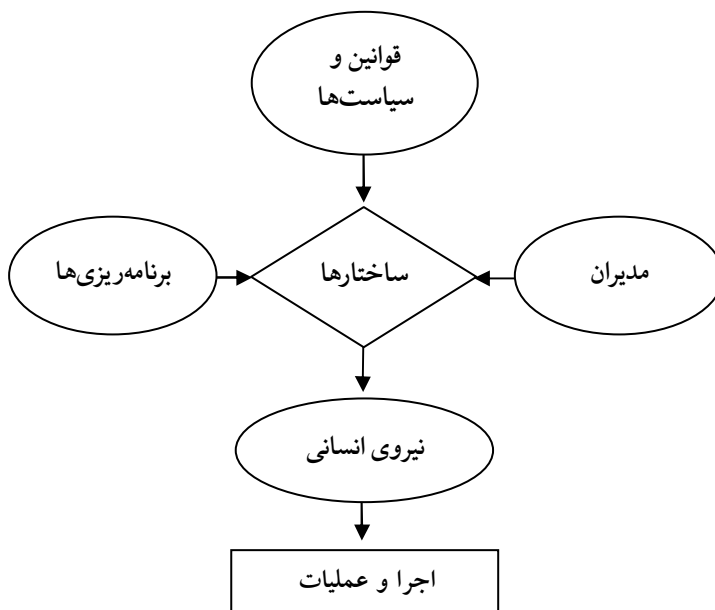 قوانین و
سیاست‌ها
مدیران
ساختارها
برنامه‌ریزی‌ها
نیروی انسانی
اجرا و عملیات